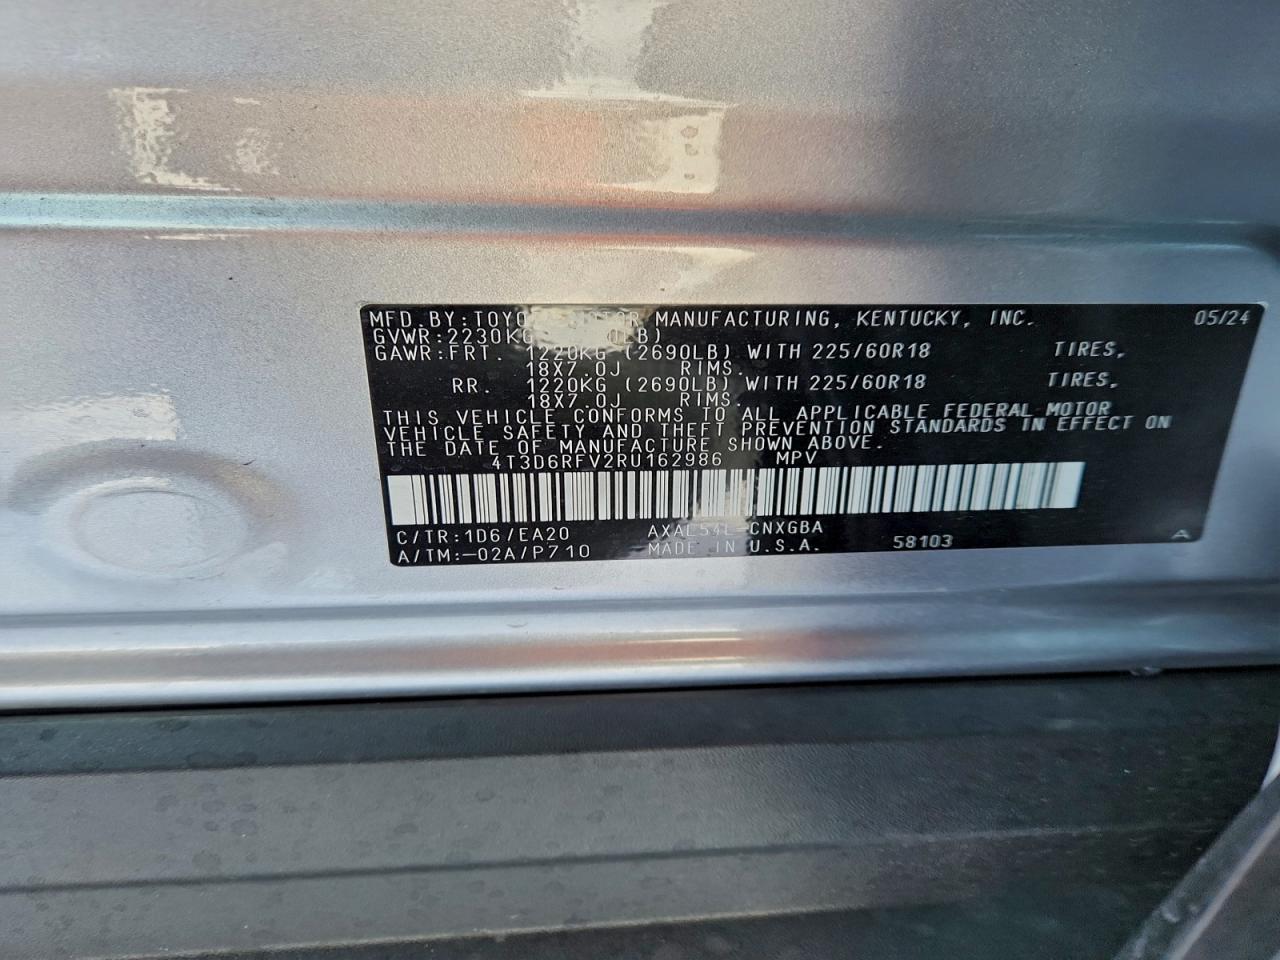 MFD.BY:TOYOTA MOTOR MANUFACTURING, KENTUCKY, INC. 05/24
GVWR:2230KG
GAWR:FRT. 1220KG (2690LB) WITH 225/60R18 TIRES,
18X7.0J RIMS.
RR. 1220KG (2690LB) WITH 225/60R18 TIRES,
18X7.0J RIMS.
THIS VEHICLE CONFORMS TO ALL APPLICABLE FEDERAL MOTOR
VEHICLE SAFETY AND THEFT PREVENTION STANDARDS IN EFFECT ON
THE DATE OF MANUFACTURE SHOWN ABOVE.
4T3D6RFV2RU162986 MPV
C/TR:1D6/EA20 AXAL54L-CNXGBA
A/TM:-02A/P710 MADE IN U.S.A. 58103 A